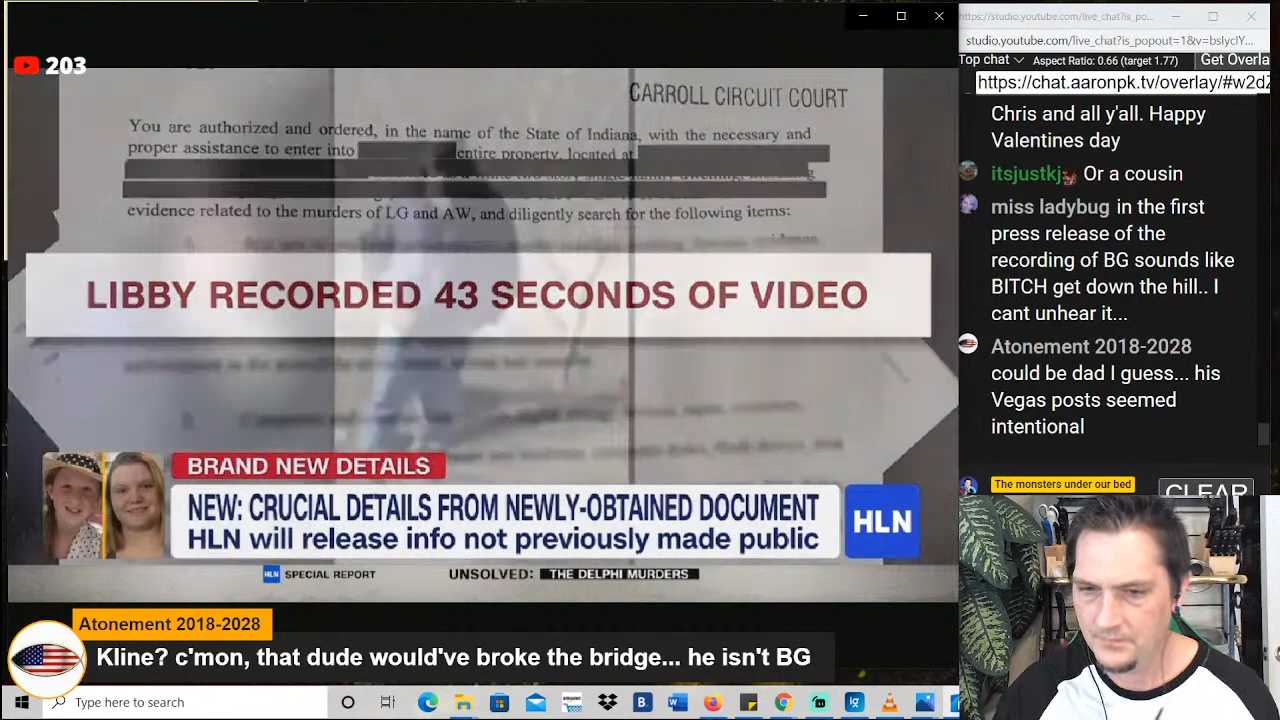 203
CARROLL CIRCUIT COURT
You are authorized and ordered, in the name of the State of Indiana, with the necessary and
proper assistance to enter into entire property, located at
evidence related to the murders of LG and AW, and diligently search for the following items:
LIBBY RECORDED 43 SECONDS OF VIDEO
BRAND NEW DETAILS
NEW: CRUCIAL DETAILS FROM NEWLY-OBTAINED DOCUMENT
HLN will release info not previously made public
HLN
HLN SPECIAL REPORT
UNSOLVED: THE DELPHI MURDERS
Atonement 2018-2028
Kline? c'mon, that dude would've broke the bridge... he isn't BG
Type here to search
https://studio.youtube.com/live_chat?is_po...
studio.youtube.com/live_chat?is_popout=1&v=bslyclY...
Top chat
Aspect Ratio: 0.66 (target 1.77)
Get Overla
https://chat.aaronpk.tv/overlay/#w2dZ
Chris and all y'all. Happy
Valentines day
itsjustkj Or a cousin
miss ladybug in the first
press release of the
recording of BG sounds like
BITCH get down the hill.. I
cant unhear it...
Atonement 2018-2028
could be dad I guess... his
Vegas posts seemed
intentional
The monsters under our bed
CLEAR